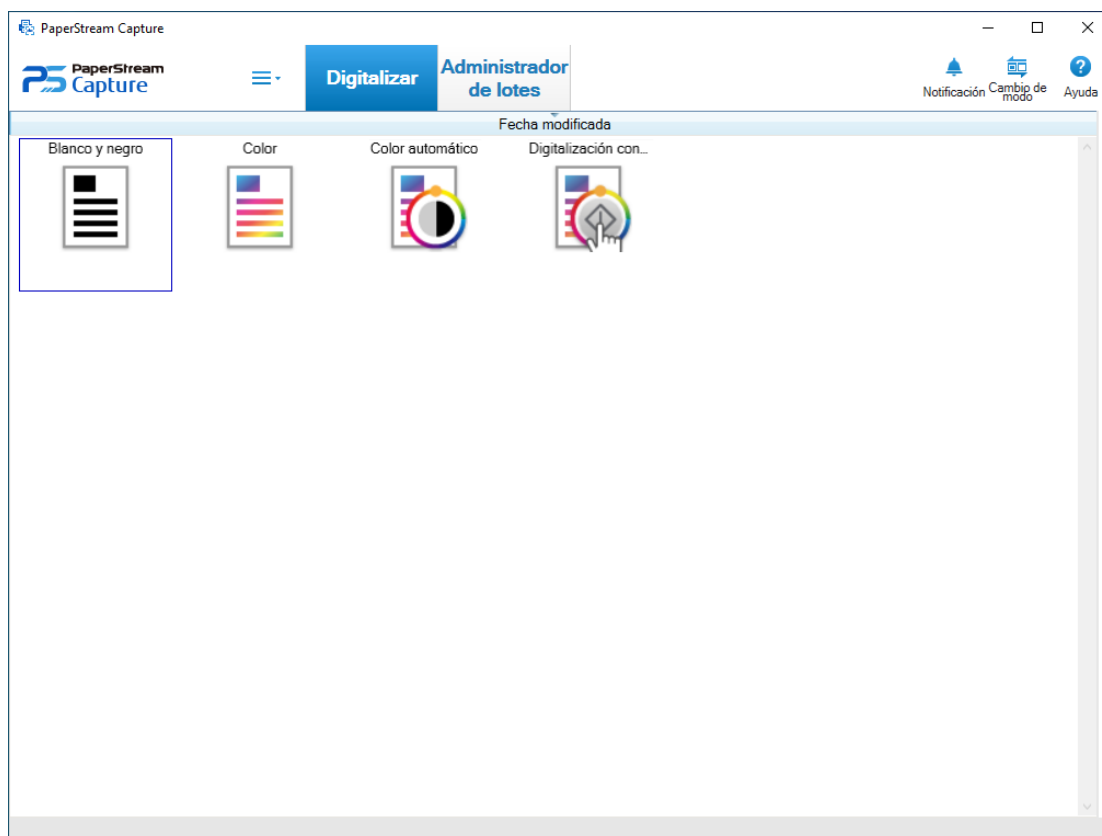 PaperStream Capture
PaperStream
Capture
Digitalizar
Administrador
de lotes
Notificación
Cambio de
modo
Ayuda
Fecha modificada
Blanco y negro
Color
Color automático
Digitalización con...